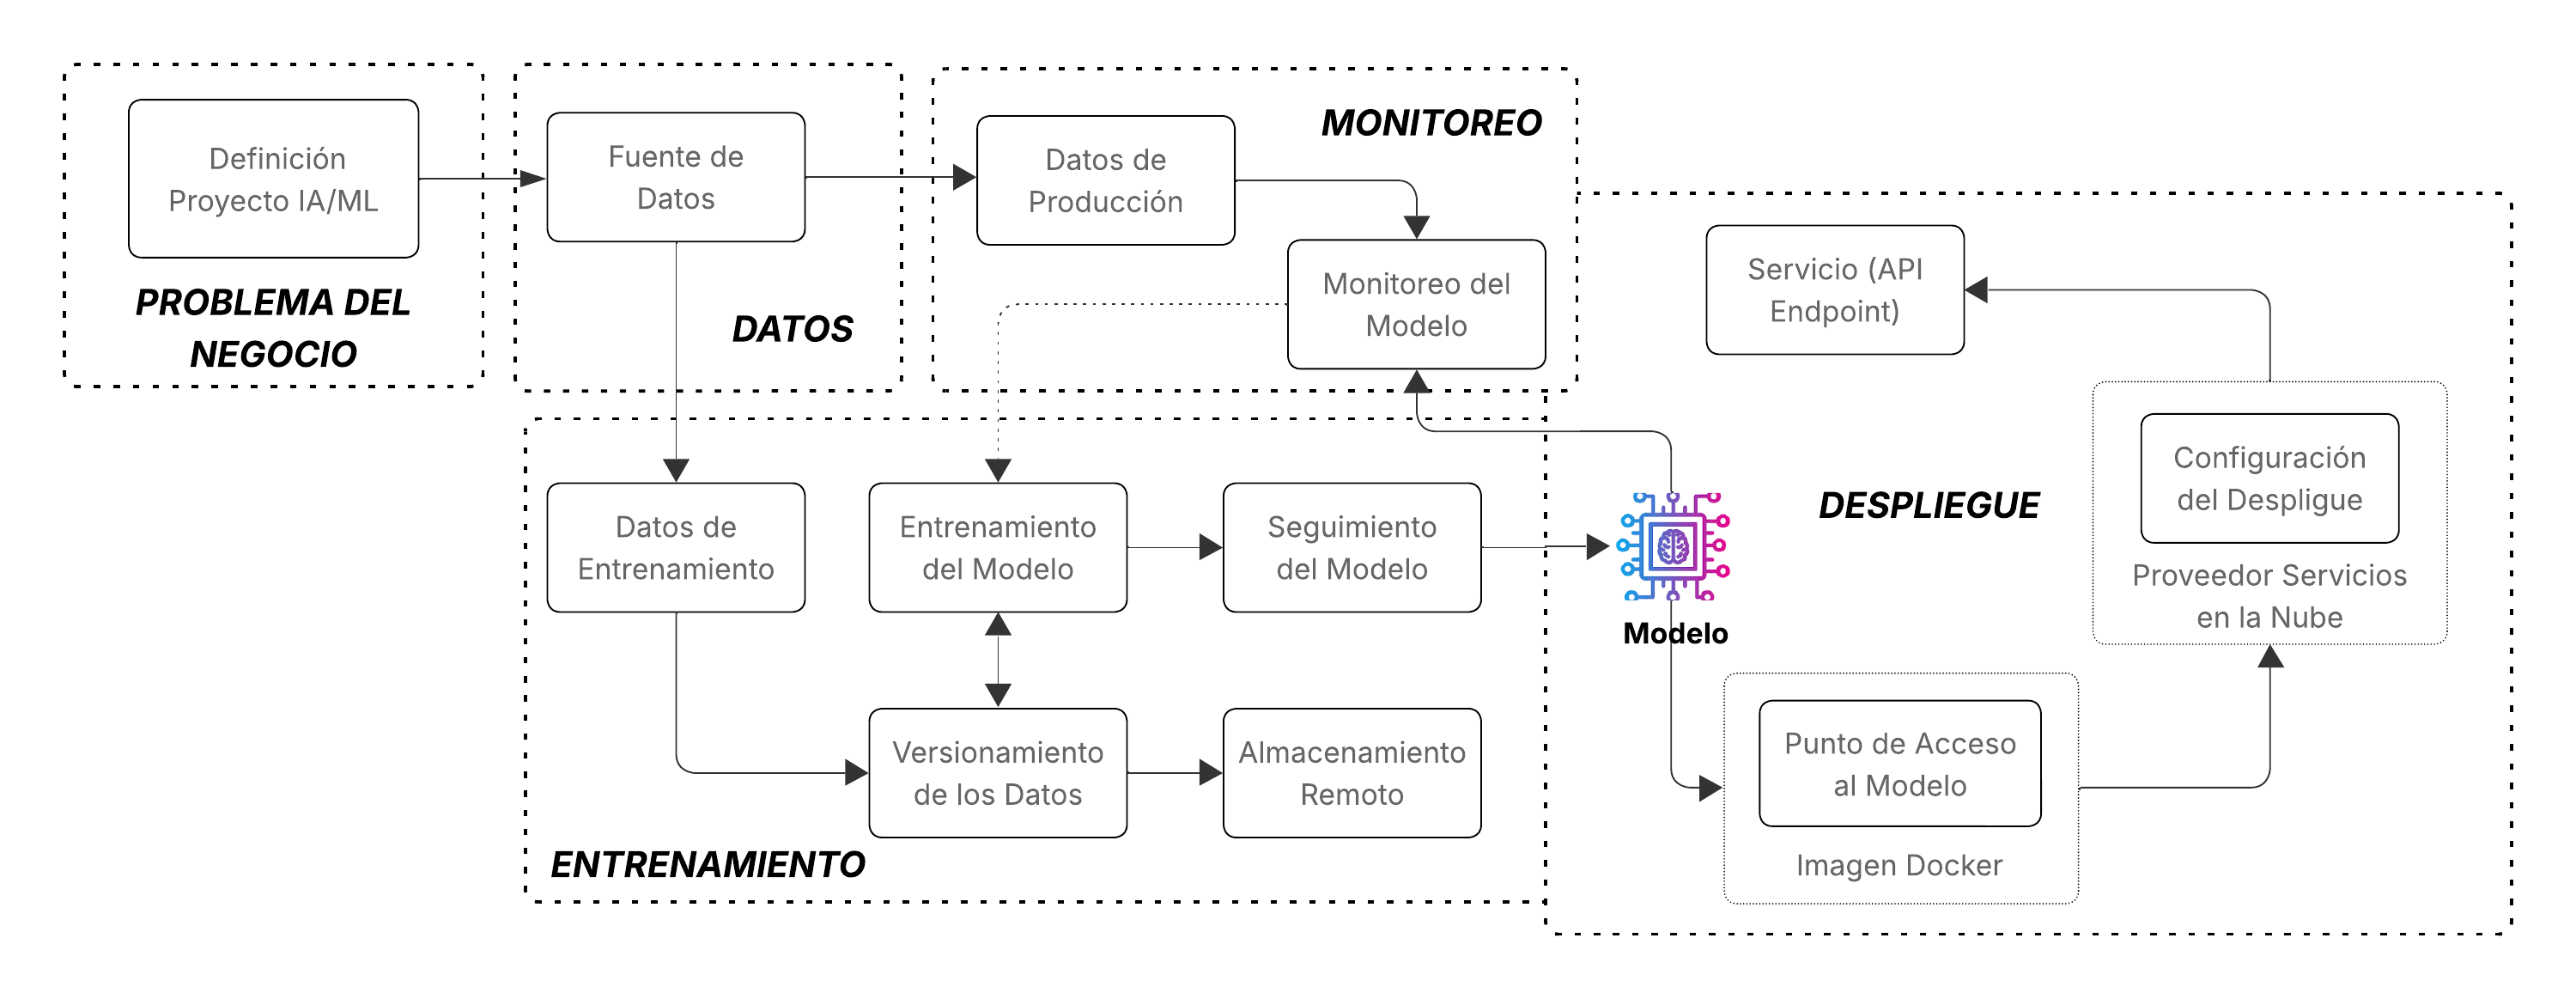 Definición
Proyecto IA/ML
PROBLEMA DEL
NEGOCIO
Fuente de
Datos
DATOS
Datos de
Producción
MONITOREO
Monitoreo del
Modelo
Datos de
Entrenamiento
Entrenamiento
del Modelo
Seguimiento
del Modelo
Versionamiento
de los Datos
Almacenamiento
Remoto
ENTRENAMIENTO
Modelo
DESPLIEGUE
Servicio (API
Endpoint)
Configuración
del Despligue
Proveedor Servicios
en la Nube
Punto de Acceso
al Modelo
Imagen Docker